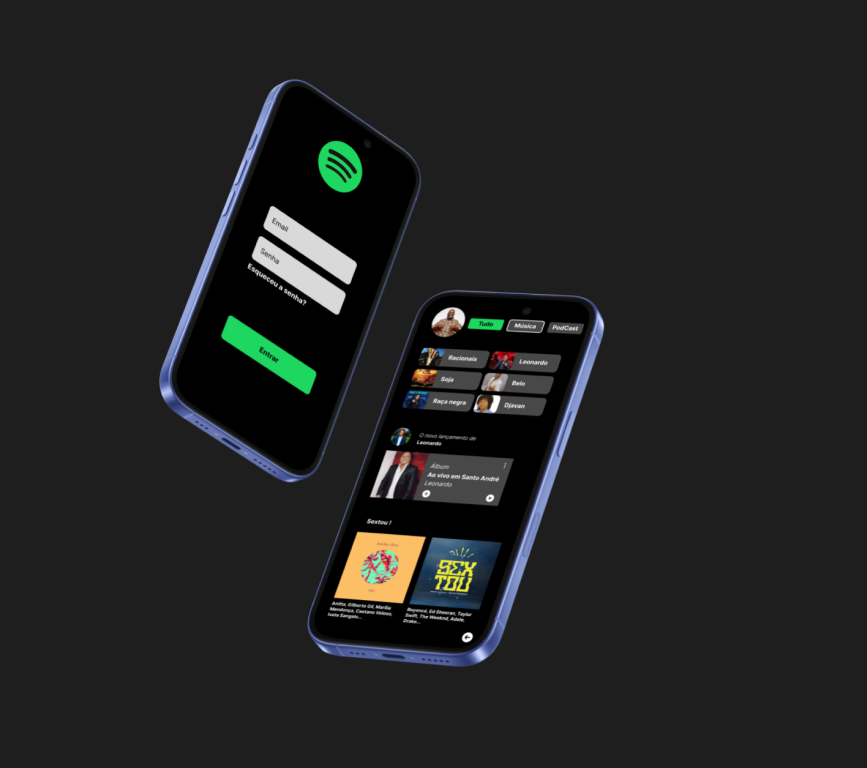 Email
Senha
Esqueceu a senha?
Entrar
Tudo
Música
PodCast
Racionais
Leonardo
Soja
Belo
Raça negra
Djavan
O novo lançamento de
Leonardo
Álbum
Ao vivo em Santo André
Leonardo
Sextou !
SEX
TOU
Anitta, Gilberto Gil, Marília
Mendonça, Caetano Veloso,
Ivete Sangalo...
Beyoncé, Ed Sheeran, Taylor
Swift, The Weeknd, Adele,
Drake...